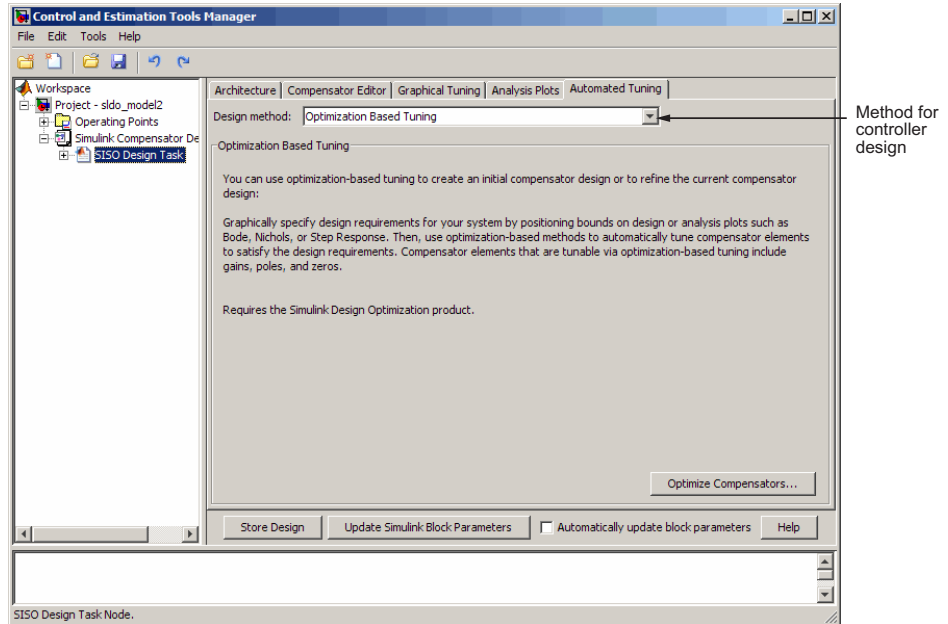 Control and Estimation Tools Manager
File Edit Tools Help
Workspace
Project - sldo_model2
Operating Points
Simulink Compensator De
SISO Design Task
Architecture Compensator Editor Graphical Tuning Analysis Plots Automated Tuning
Design method: Optimization Based Tuning
Optimization Based Tuning
You can use optimization-based tuning to create an initial compensator design or to refine the current compensator
design:
Graphically specify design requirements for your system by positioning bounds on design or analysis plots such as
Bode, Nichols, or Step Response. Then, use optimization-based methods to automatically tune compensator elements
to satisfy the design requirements. Compensator elements that are tunable via optimization-based tuning include
gains, poles, and zeros.
Requires the Simulink Design Optimization product.
Optimize Compensators...
Store Design Update Simulink Block Parameters Automatically update block parameters Help
SISO Design Task Node.
Method for
controller
design